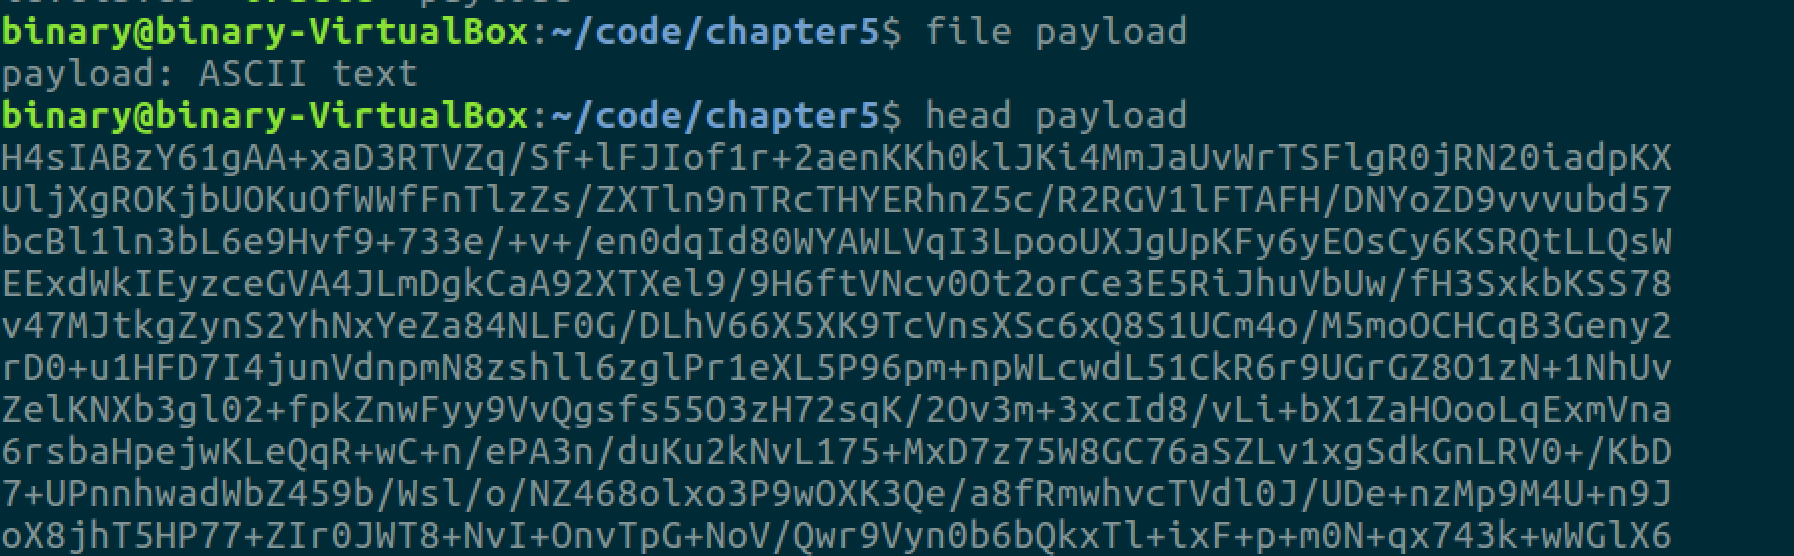 binary@binary-VirtualBox:~/code/chapter5$ file payload
payload: ASCII text
binary@binary-VirtualBox:~/code/chapter5$ head payload
H4sIABzY61gAA+xaD3RTVZq/Sf+lFJIof1r+2aenKKh0klJKi4MmJaUvWrTSFlgR0jRN20iadpKX
UljXgROKjbUOKuOfWWfFnTlzZs/ZXTln9nTRcTHYERhnZ5c/R2RGV1lFTAFH/DNYoZD9vvvubd57
bcBl1ln3bL6e9Hvf9+733e/+v+/en0dqId80WYAWLVqI3LpooUXJgUpKFy6yEOsCy6KSRQtLLQsW
EExdWkIEyzceGVA4JLmDgkCaA92XTXel9/9H6ftVNcv0Ot2orCe3E5RiJhuVbUw/fH3SxkbKSS78
v47MJtkgZynS2YhNxYeZa84NLF0G/DLhV66X5XK9TcVnsXSc6xQ8S1UCm4o/M5moOCHCqB3Geny2
rD0+u1HFD7I4junVdnpmN8zshll6zglPr1eXL5P96pm+npWLcwdL51CkR6r9UGrGZ8O1zN+1NhUv
ZelKNXb3gl02+fpkZnwFyy9VvQgsfs55O3zH72sqK/2Ov3m+3xcId8/vLi+bX1ZaHOooLqExmVna
6rsbaHpejwKLeQqR+wC+n/ePA3n/duKu2kNvL175+MxD7z75W8GC76aSZLv1xgSdkGnLRV0+/KbD
7+UPnnhwadWbZ459b/Wsl/o/NZ468olxo3P9wOXK3Qe/a8fRmwhvcTVdl0J/UDe+nzMp9M4U+n9J
oX8jhT5HP77+ZIr0JWT8+NvI+OnvTpG+NoV/Qwr9Vyn0b6bQkxTl+ixF+p+m0N+qx743k+wWGlX6